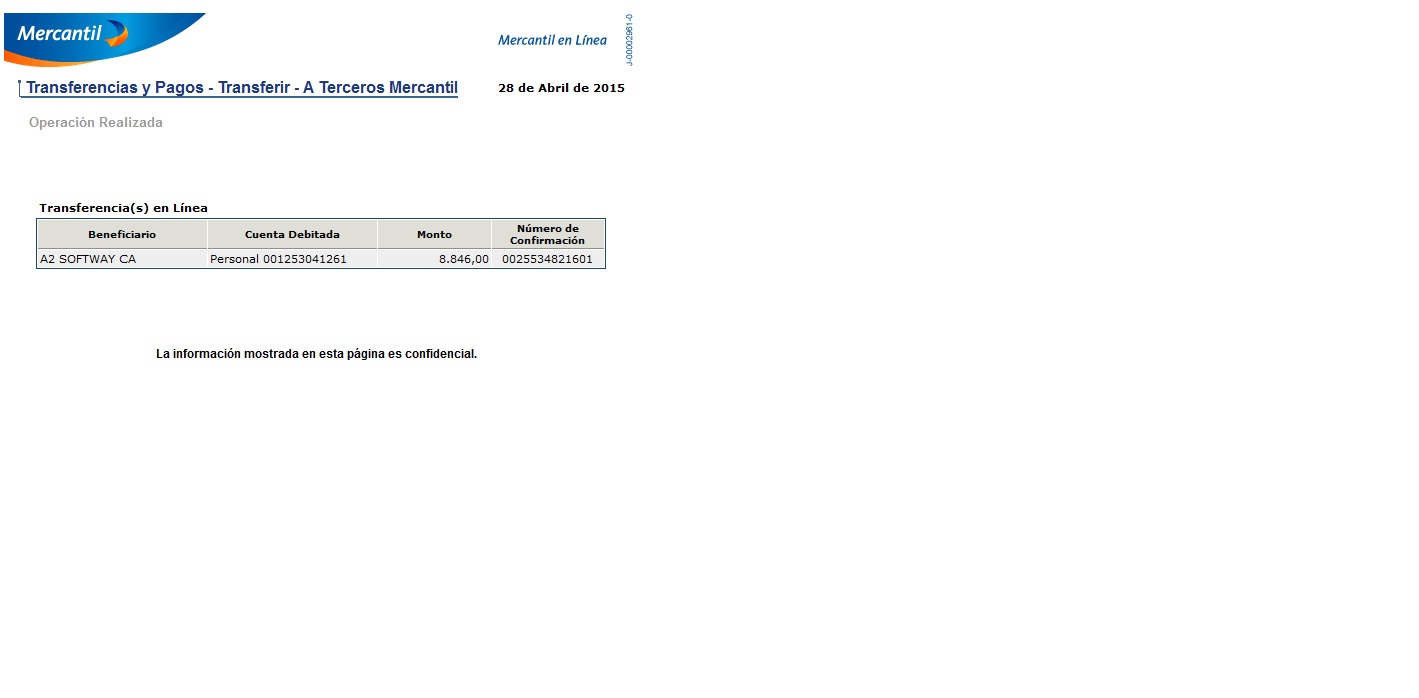 Mercantil
Mercantil en Línea
J-00002961-0
Transferencias y Pagos - Transferir - A Terceros Mercantil
28 de Abril de 2015
Operación Realizada
Transferencia(s) en Línea
Beneficiario Cuenta Debitada Monto Número de Confirmación
A2 SOFTWAY CA Personal 001253041261 8.846,00 0025534821601
La información mostrada en esta página es confidencial.